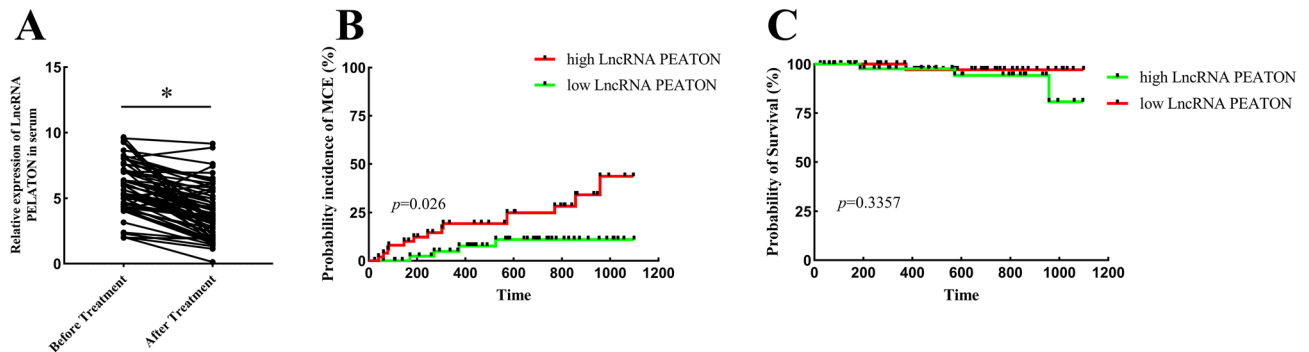 A
Relative expression of LncRNA
PELATON in serum
15
10
5
0
*
Before Treatment
After Treatment
B
Probability incidence of MCE (%)
100
75
50
25
0
high LncRNA PEATON
low LncRNA PEATON
p=0.026
0 200 400 600 800 1000 1200
Time
C
Probability of Survival (%)
100
75
50
25
0
high LncRNA PEATON
low LncRNA PEATON
p=0.3357
0 200 400 600 800 1000 1200
Time